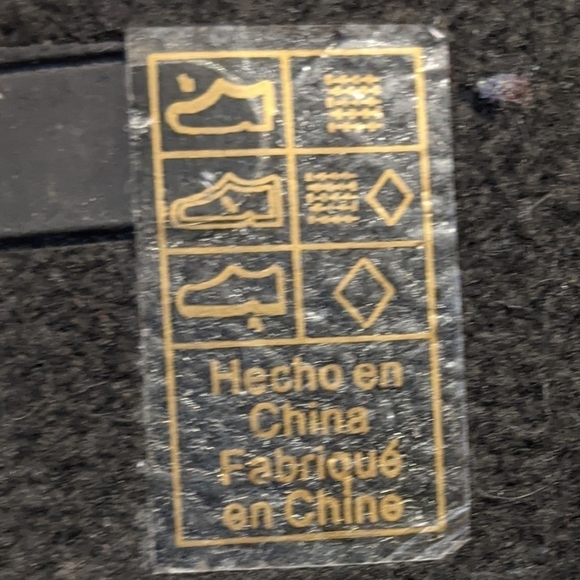 Hecho en
China
Fabriqué
en Chine